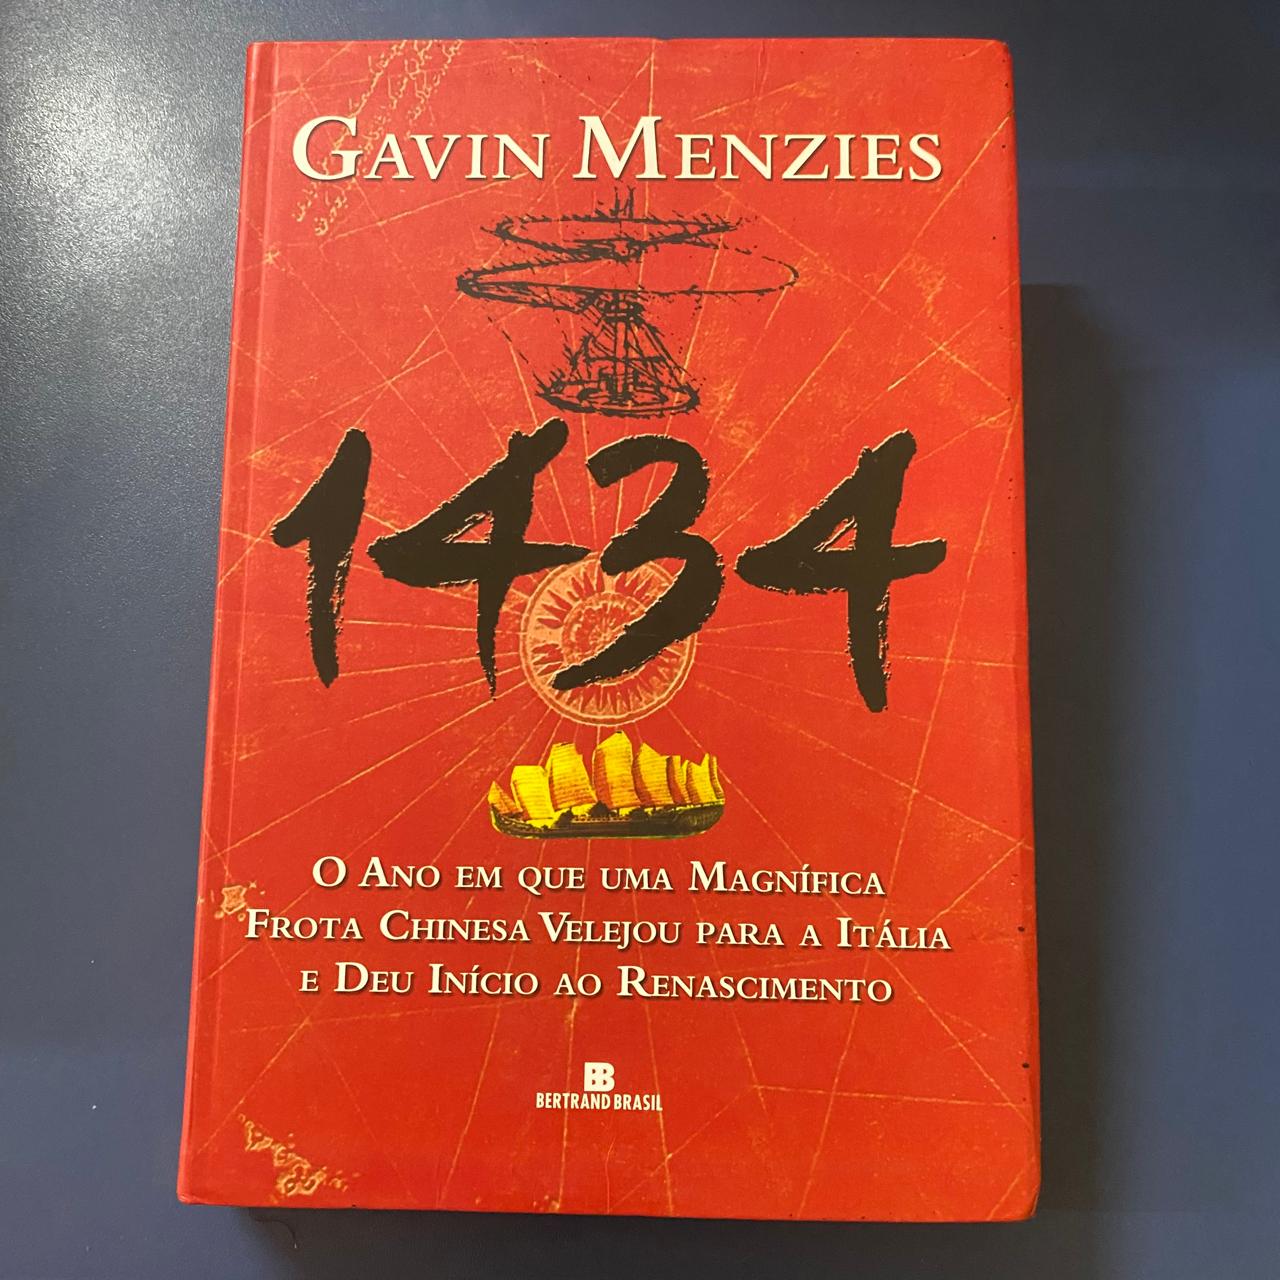 GAVIN MENZIES
1434
O ANO EM QUE UMA MAGNÍFICA
FROTA CHINESA VELEJOU PARA A ITÁLIA
E DEU INÍCIO AO RENASCIMENTO
BB
BERTRAND BRASIL